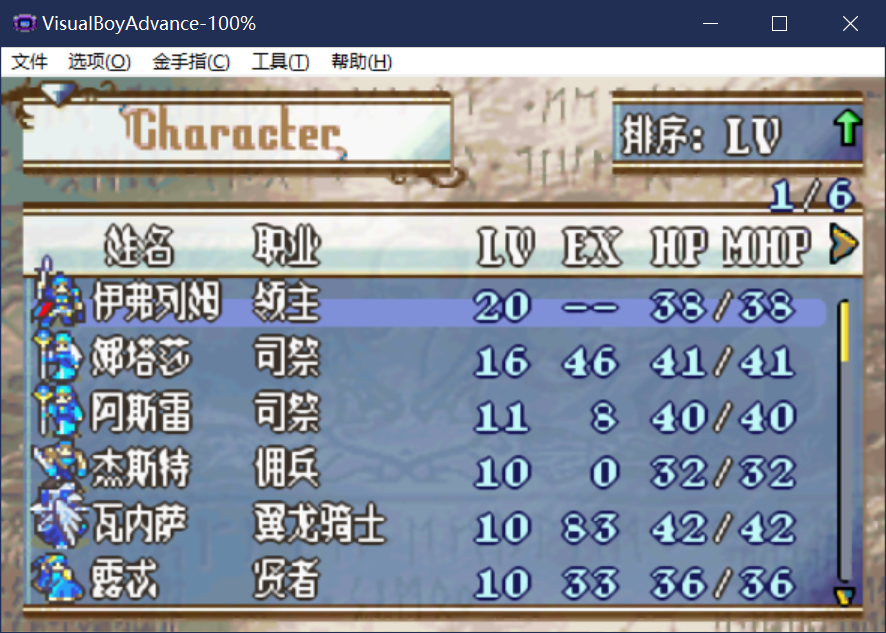 VisualBoyAdvance-100%
文件 选项(O) 金手指(C) 工具(T) 帮助(H)
Character 排序: LV
1/6
姓名 职业 LV EX HP MHP
伊弗列姆 领主 20 -- 38/38
娜塔莎 司祭 16 46 41/41
阿斯雷 司祭 11 8 40/40
杰斯特 佣兵 10 0 32/32
瓦内萨 翼龙骑士 10 83 42/42
露忒 贤者 10 33 36/36